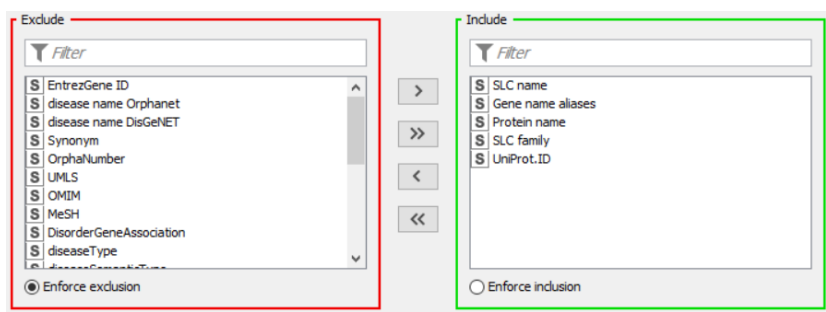 Exclude
Filter
S EntrezGene ID
S disease name Orphanet
S disease name DisGeNET
S Synonym
S OrphaNumber
S UMLS
S OMIM
S MeSH
S DisorderGeneAssociation
S diseaseType
S diseaseSemanticType
Enforce exclusion
>
>>
<
<<
Include
Filter
S SLC name
S Gene name aliases
S Protein name
S SLC family
S UniProt.ID
Enforce inclusion